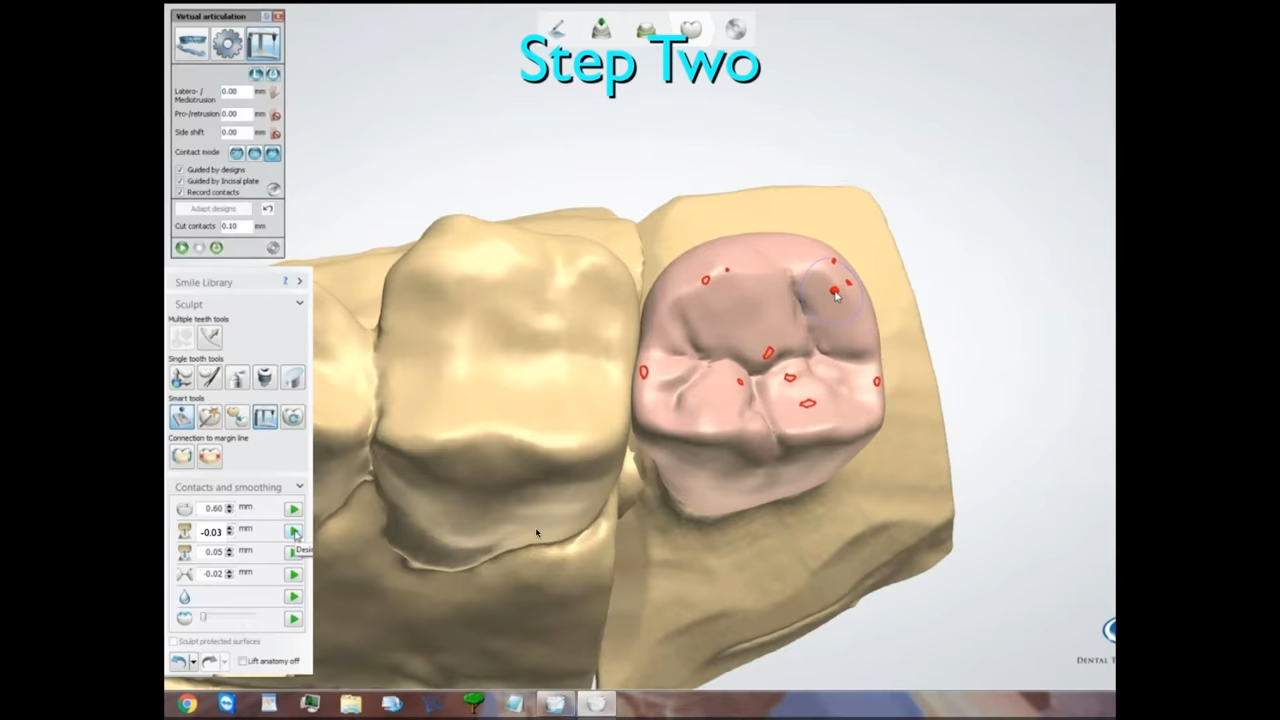 Virtual articulation
Step Two
Latero- /
Mediotrusion
0.00 mm
Pro-/retrusion 0.00 mm
Side shift 0.00 mm
Contact mode
Guided by designs
Guided by Incisal plate
Record contacts
Adapt designs
Cut contacts 0.10 mm
Smile Library ?
Sculpt
Multiple teeth tools
Single tooth tools
Smart tools
Connection to margin line
Contacts and smoothing
0.60 mm
-0.03 mm
Desi
0.05 mm
-0.02 mm
Sculpt protected surfaces
Lift anatomy off
DENTAL T